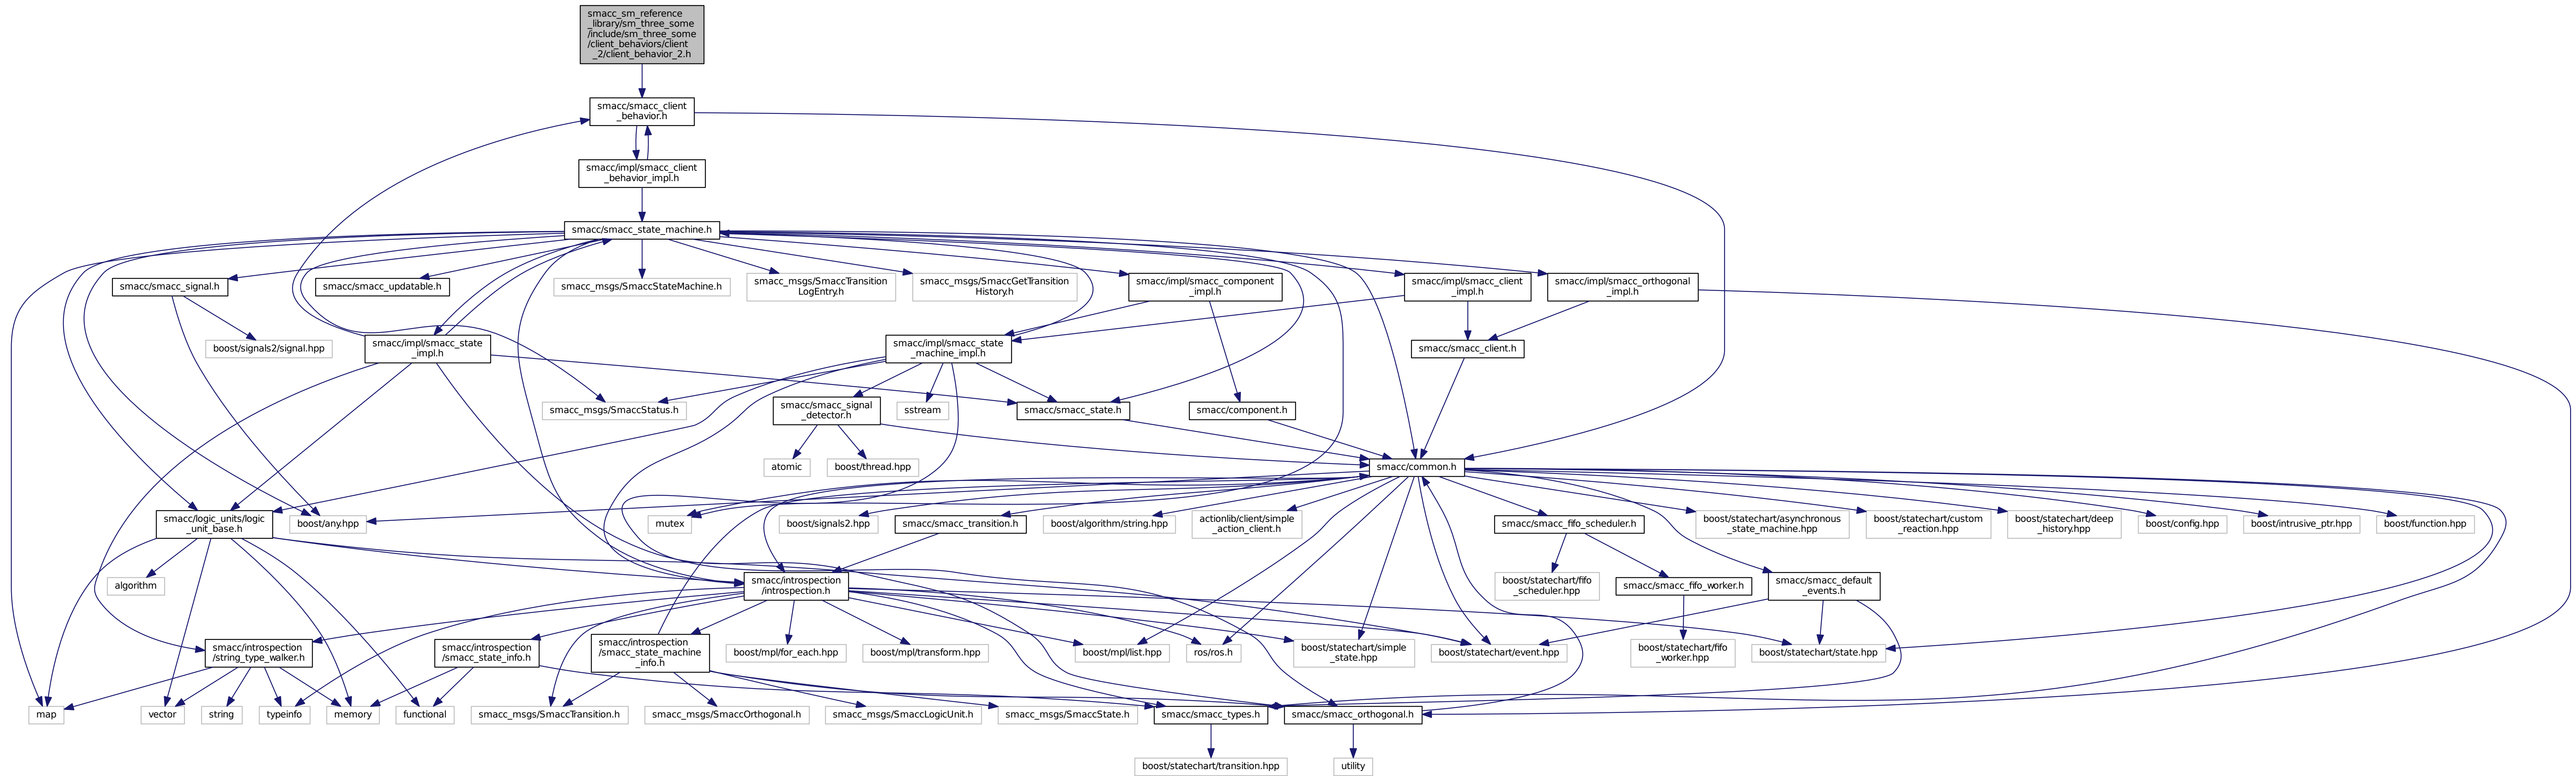 smacc_sm_reference
_library/sm_three_some
/include/sm_three_some
/client_behaviors/client
_2/client_behavior_2.h
smacc/smacc_client
_behavior.h
smacc/impl/smacc_client
_behavior_impl.h
smacc/smacc_state_machine.h
smacc/smacc_signal.h
smacc/smacc_updatable.h
smacc_msgs/SmaccStateMachine.h
smacc_msgs/SmaccTransition
LogEntry.h
smacc_msgs/SmaccGetTransition
History.h
smacc/impl/smacc_component
_impl.h
smacc/impl/smacc_client
_impl.h
smacc/impl/smacc_orthogonal
_impl.h
boost/signals2/signal.hpp
smacc/impl/smacc_state
_impl.h
smacc/impl/smacc_state
_machine_impl.h
smacc/smacc_client.h
smacc_msgs/SmaccStatus.h
smacc/smacc_signal
_detector.h
sstream
smacc/smacc_state.h
smacc/component.h
atomic
boost/thread.hpp
smacc/common.h
smacc/logic_units/logic
_unit_base.h
boost/any.hpp
mutex
boost/signals2.hpp
smacc/smacc_transition.h
boost/algorithm/string.hpp
actionlib/client/simple
_action_client.h
smacc/smacc_fifo_scheduler.h
boost/statechart/asynchronous
_state_machine.hpp
boost/statechart/custom
_reaction.hpp
boost/statechart/deep
_history.hpp
boost/config.hpp
boost/intrusive_ptr.hpp
boost/function.hpp
algorithm
smacc/introspection
/introspection.h
boost/statechart/fifo
_scheduler.hpp
smacc/smacc_fifo_worker.h
smacc/smacc_default
_events.h
smacc/introspection
/string_type_walker.h
smacc/introspection
/smacc_state_info.h
smacc/introspection
/smacc_state_machine
_info.h
boost/mpl/for_each.hpp
boost/mpl/transform.hpp
boost/mpl/list.hpp
ros/ros.h
boost/statechart/simple
_state.hpp
boost/statechart/event.hpp
boost/statechart/fifo
_worker.hpp
boost/statechart/state.hpp
map
vector
string
typeinfo
memory
functional
smacc_msgs/SmaccTransition.h
smacc_msgs/SmaccOrthogonal.h
smacc_msgs/SmaccLogicUnit.h
smacc_msgs/SmaccState.h
smacc/smacc_types.h
smacc/smacc_orthogonal.h
boost/statechart/transition.hpp
utility